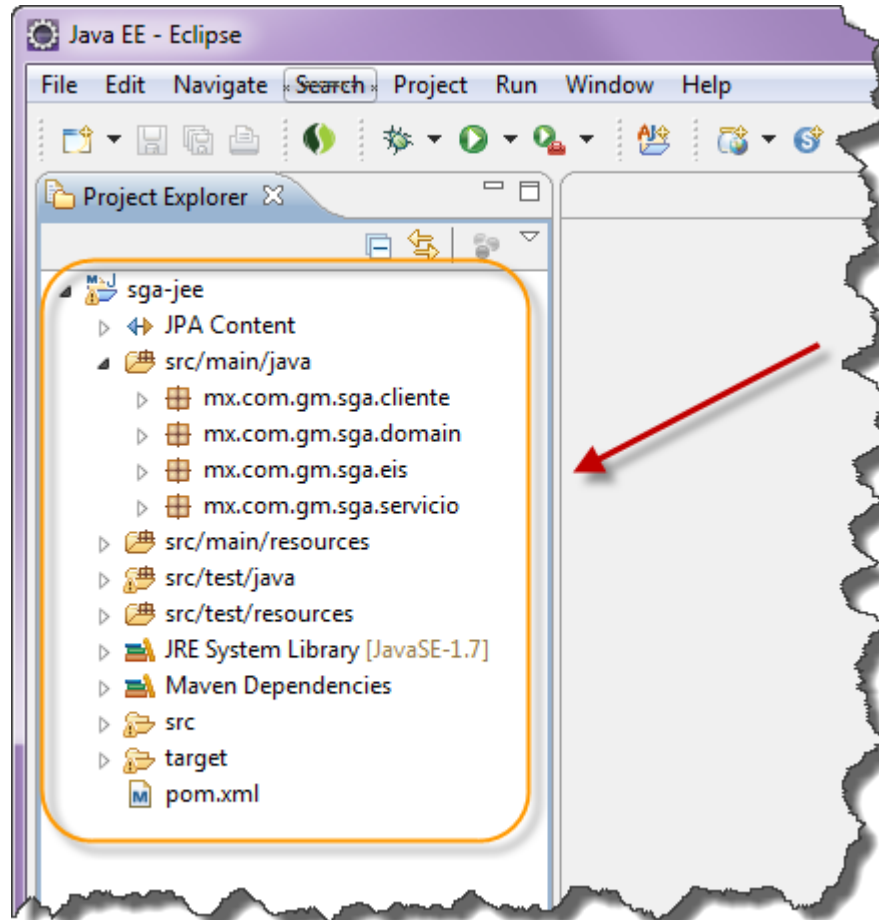 Java EE - Eclipse
File Edit Navigate Search Project Run Window Help
Project Explorer
sga-jee
JPA Content
src/main/java
mx.com.gm.sga.cliente
mx.com.gm.sga.domain
mx.com.gm.sga.eis
mx.com.gm.sga.servicio
src/main/resources
src/test/java
src/test/resources
JRE System Library [JavaSE-1.7]
Maven Dependencies
src
target
pom.xml